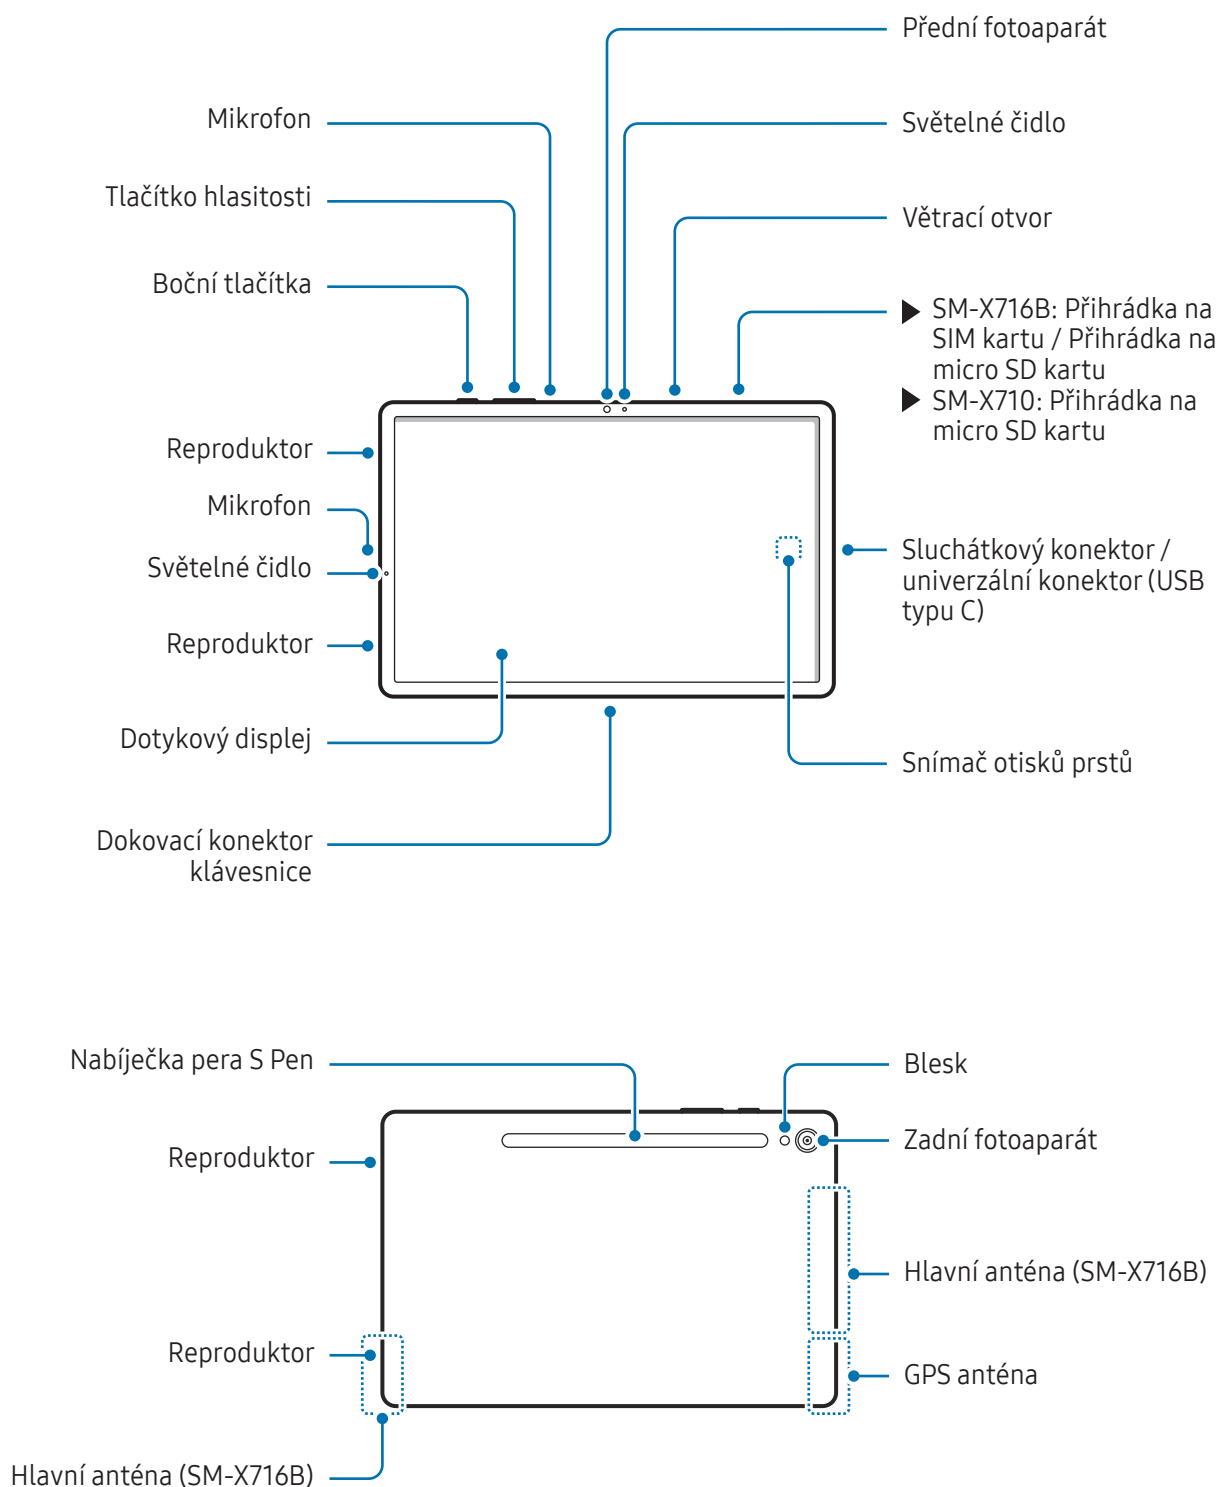 Přední fotoaparát
Mikrofon
Světelné čidlo
Tlačítko hlasitosti
Větrací otvor
Boční tlačítka
SM-X716B: Přihrádka na
SIM kartu / Přihrádka na
micro SD kartu
SM-X710: Přihrádka na
micro SD kartu
Reproduktor
Mikrofon
Světelné čidlo
Sluchátkový konektor /
univerzální konektor (USB
typu C)
Reproduktor
Dotykový displej
Snímač otisků prstů
Dokovací konektor
klávesnice
Nabíječka pera S Pen
Blesk
Zadní fotoaparát
Reproduktor
Hlavní anténa (SM-X716B)
Reproduktor
GPS anténa
Hlavní anténa (SM-X716B)